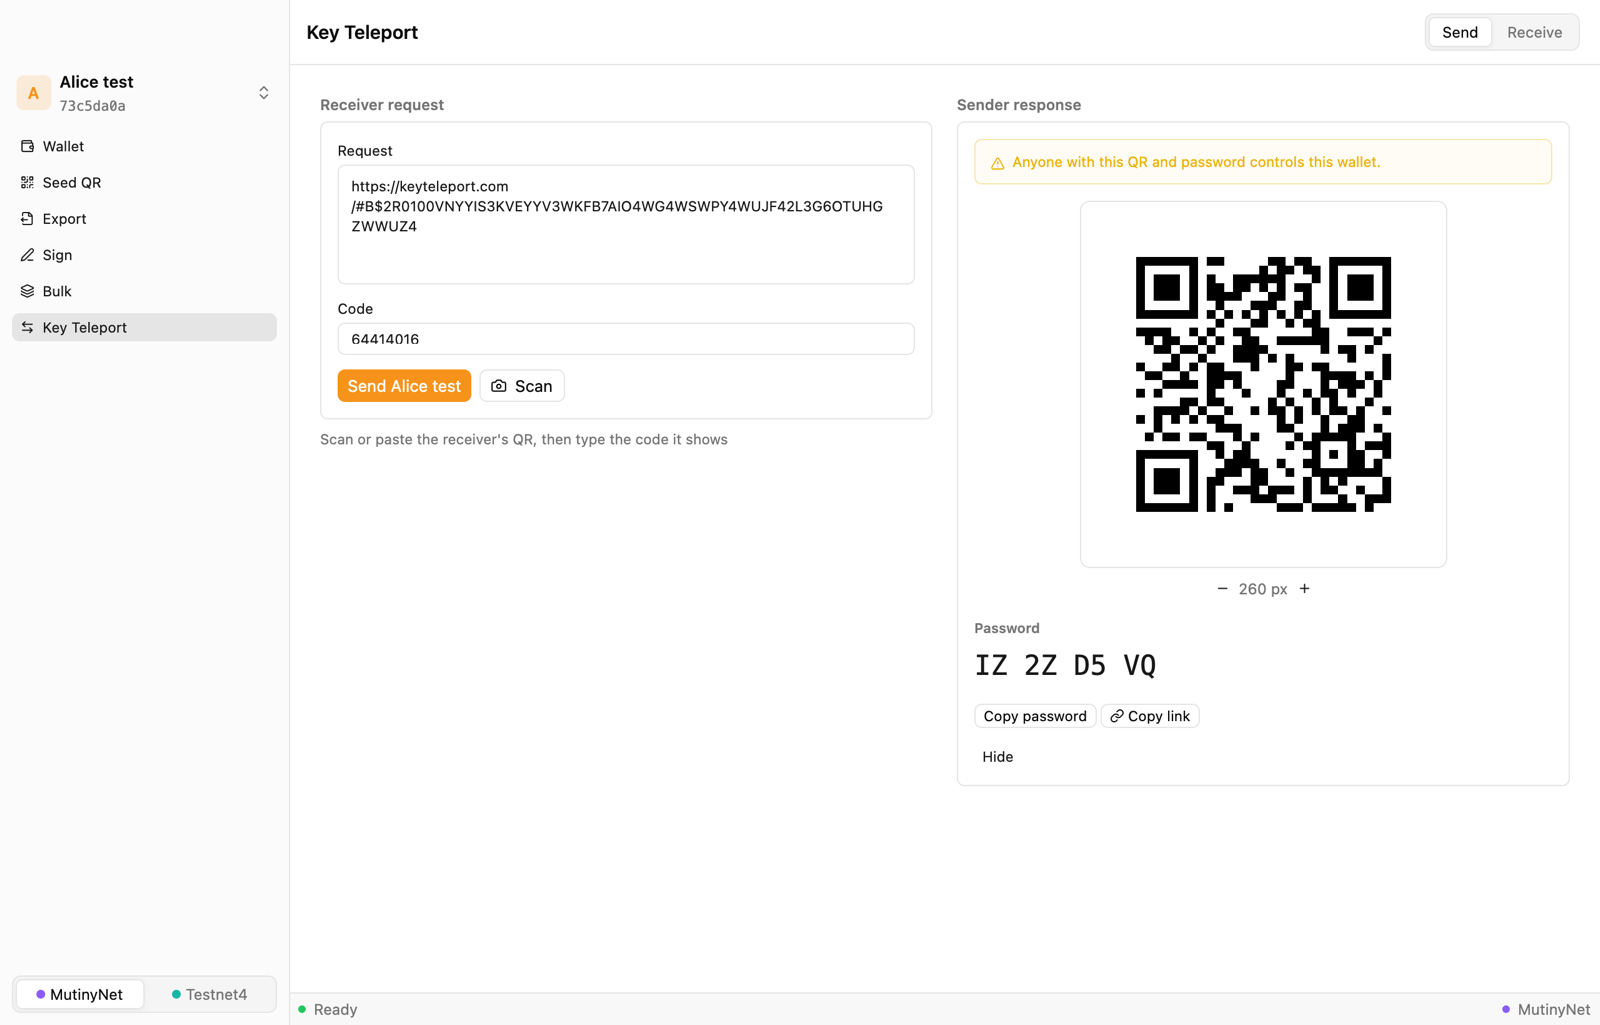 Key Teleport
Send
Receive
A
Alice test
73c5da0a
Wallet
Seed QR
Export
Sign
Bulk
Key Teleport
Receiver request
Request
https://keyteleport.com
/#B$2R0100VNYYIS3KVEYYV3WKFB7AIO4WG4WSWPY4WUJF42L3G6OTUHG
ZWWUZ4
Code
64414016
Send Alice test
Scan
Scan or paste the receiver's QR, then type the code it shows
Sender response
Anyone with this QR and password controls this wallet.
− 260 px +
Password
IZ 2Z D5 VQ
Copy password
Copy link
Hide
MutinyNet
Testnet4
Ready
MutinyNet